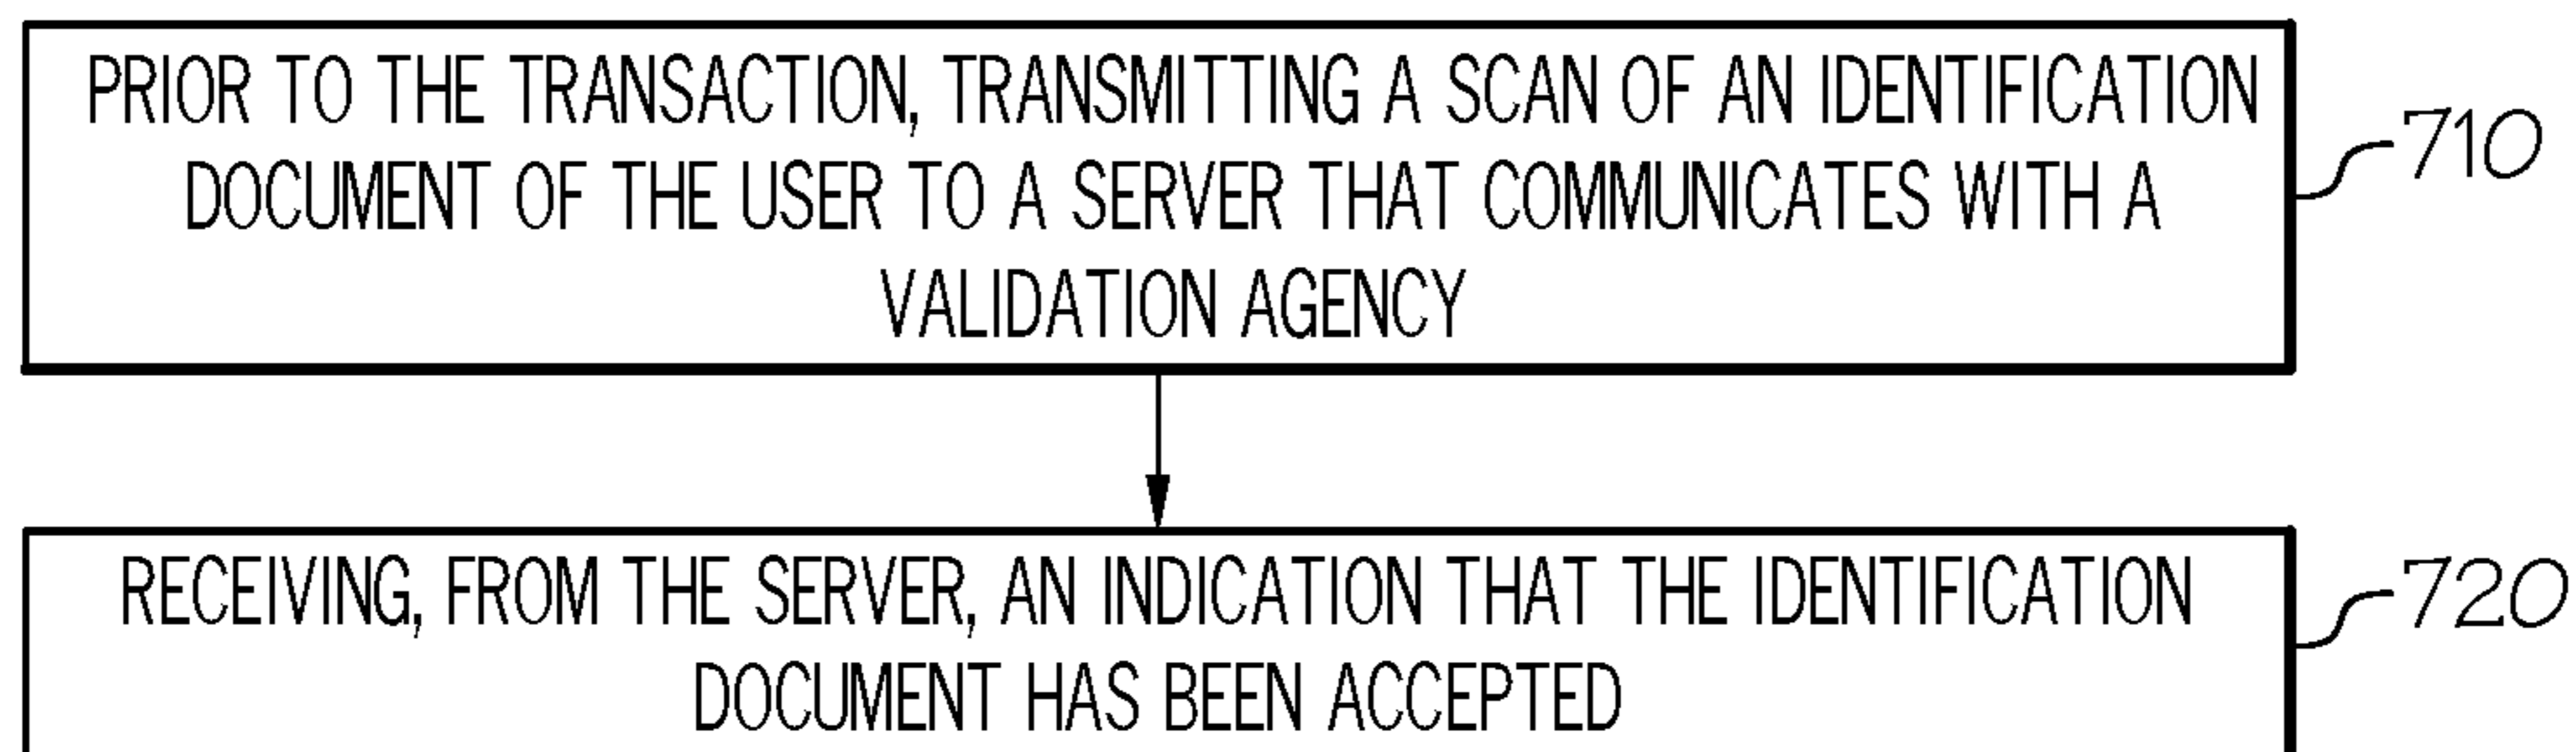 PRIOR TO THE TRANSACTION, TRANSMITTING A SCAN OF AN IDENTIFICATION
DOCUMENT OF THE USER TO A SERVER THAT COMMUNICATES WITH A
VALIDATION AGENCY
710
RECEIVING, FROM THE SERVER, AN INDICATION THAT THE IDENTIFICATION
DOCUMENT HAS BEEN ACCEPTED
720